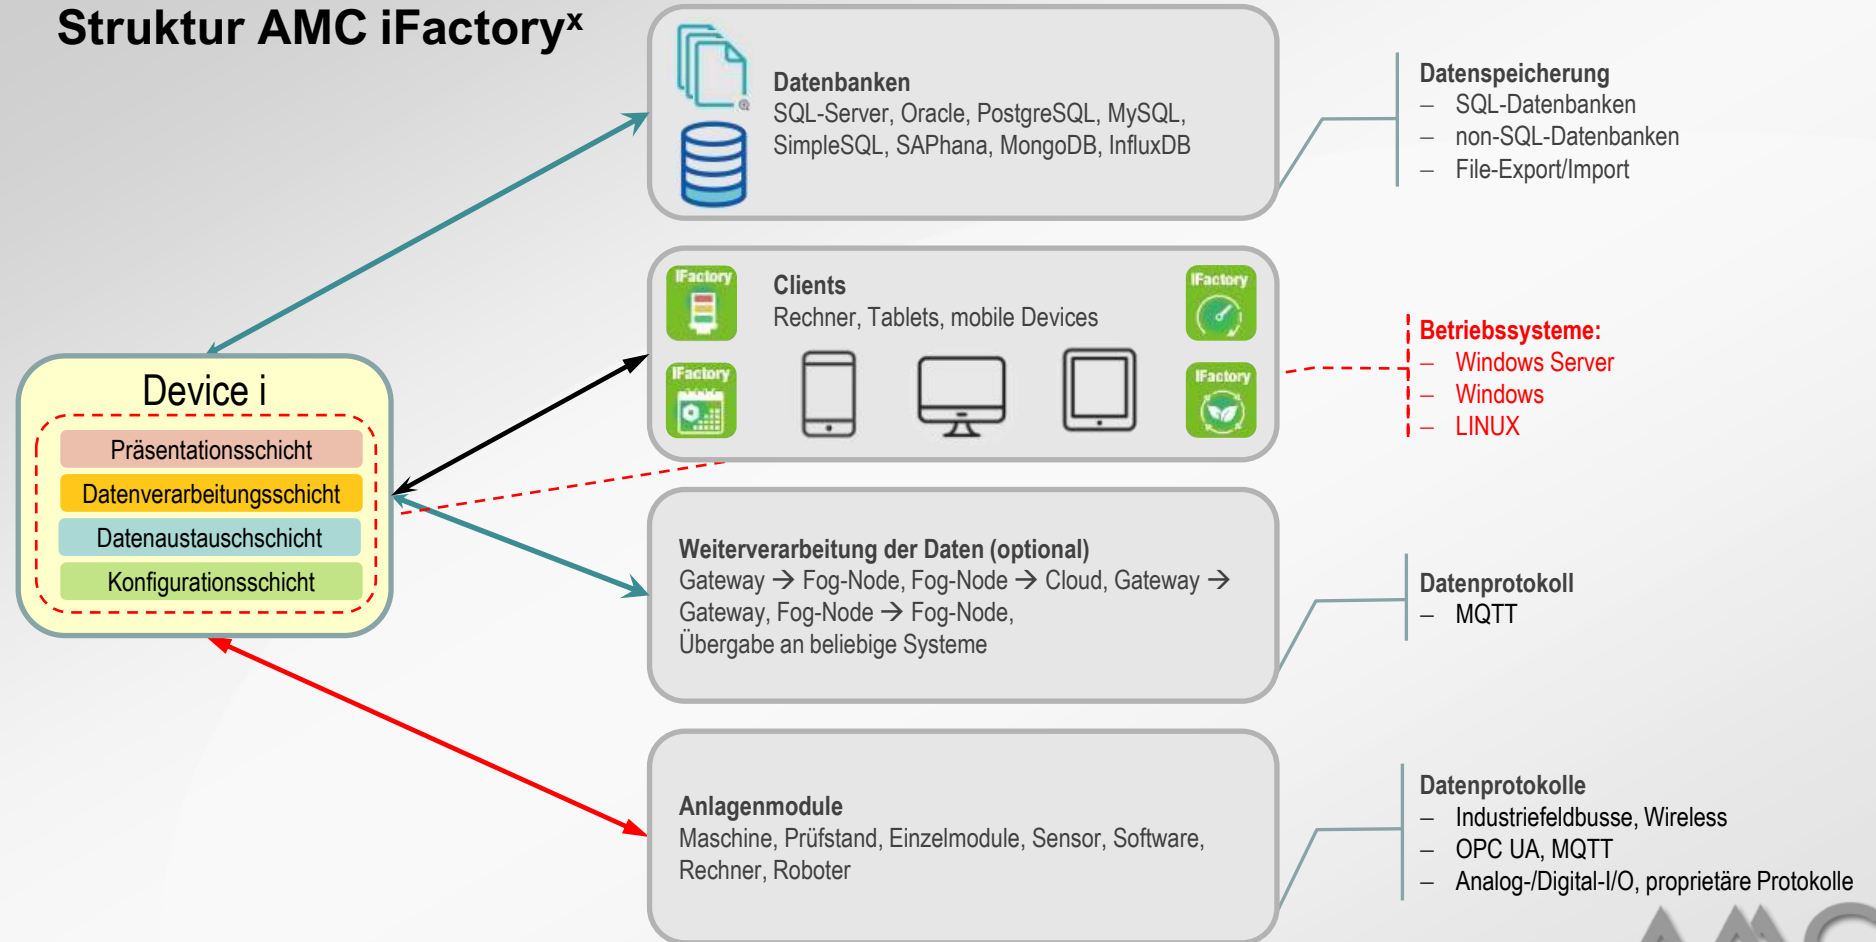 Struktur AMC iFactoryˣ
Datenbanken
SQL-Server, Oracle, PostgreSQL, MySQL,
SimpleSQL, SAPhana, MongoDB, InfluxDB
Datenspeicherung
– SQL-Datenbanken
– non-SQL-Datenbanken
– File-Export/Import
iFactory
iFactory
Clients
Rechner, Tablets, mobile Devices
iFactory
iFactory
Betriebssysteme:
– Windows Server
– Windows
– LINUX
Device i
Präsentationsschicht
Datenverarbeitungsschicht
Datenaustauschschicht
Konfigurationsschicht
Weiterverarbeitung der Daten (optional)
Gateway → Fog-Node, Fog-Node → Cloud, Gateway →
Gateway, Fog-Node → Fog-Node,
Übergabe an beliebige Systeme
Datenprotokoll
– MQTT
Anlagenmodule
Maschine, Prüfstand, Einzelmodule, Sensor, Software,
Rechner, Roboter
Datenprotokolle
– Industriefeldbusse, Wireless
– OPC UA, MQTT
– Analog-/Digital-I/O, proprietäre Protokolle
AMC